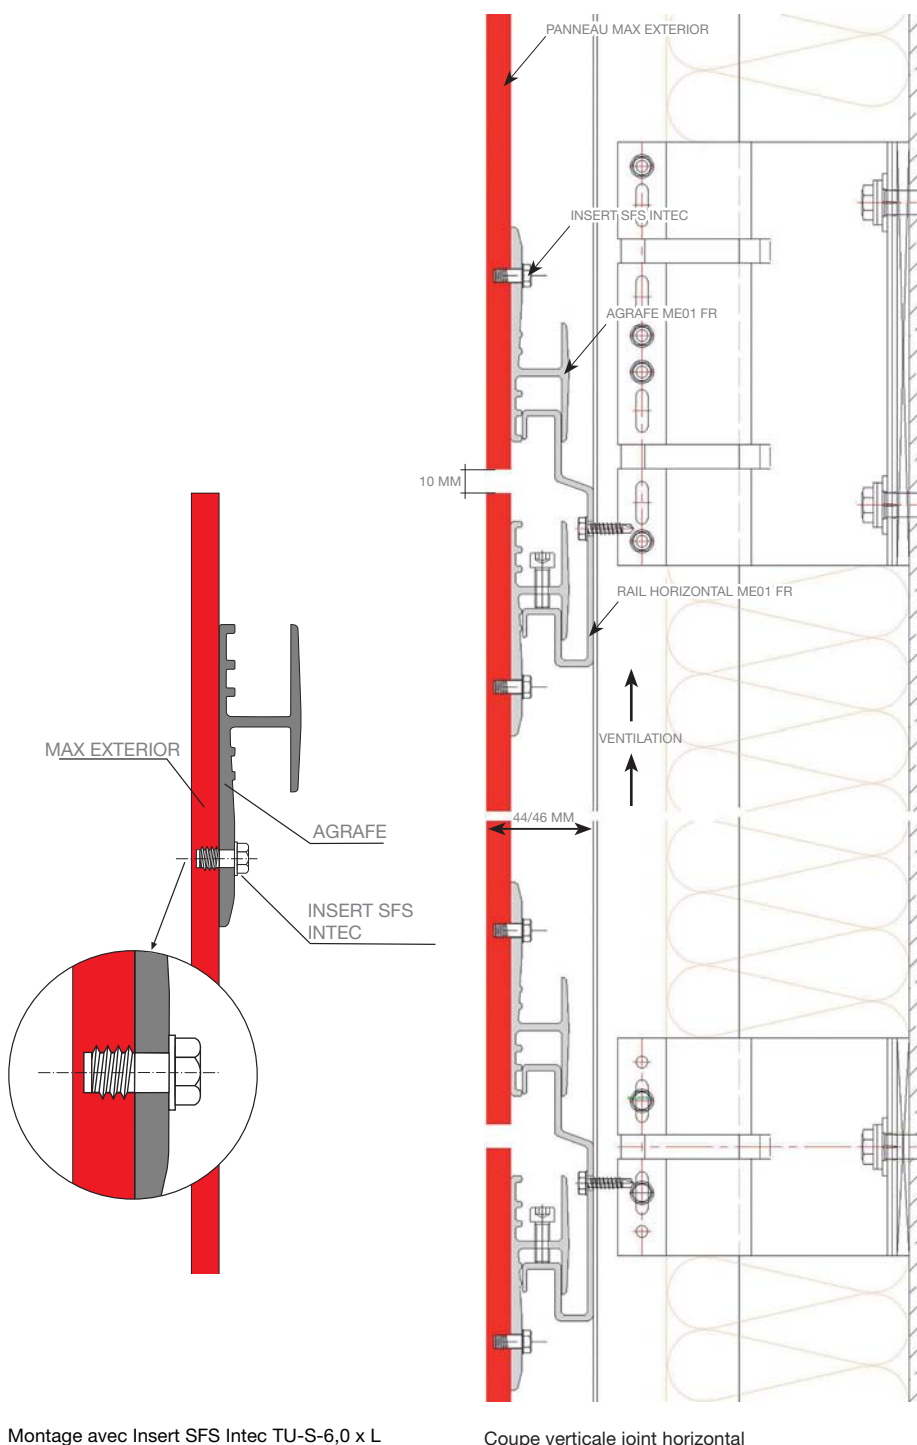 PANNEAU MAX EXTERIOR
INSERT SFS INTEC
AGRAFE ME01 FR
10 MM
RAIL HORIZONTAL ME01 FR
VENTILATION
44/46 MM
MAX EXTERIOR
AGRAFE
INSERT SFS
INTEC
Montage avec Insert SFS Intec TU-S-6,0 x L
Coupe verticale joint horizontal